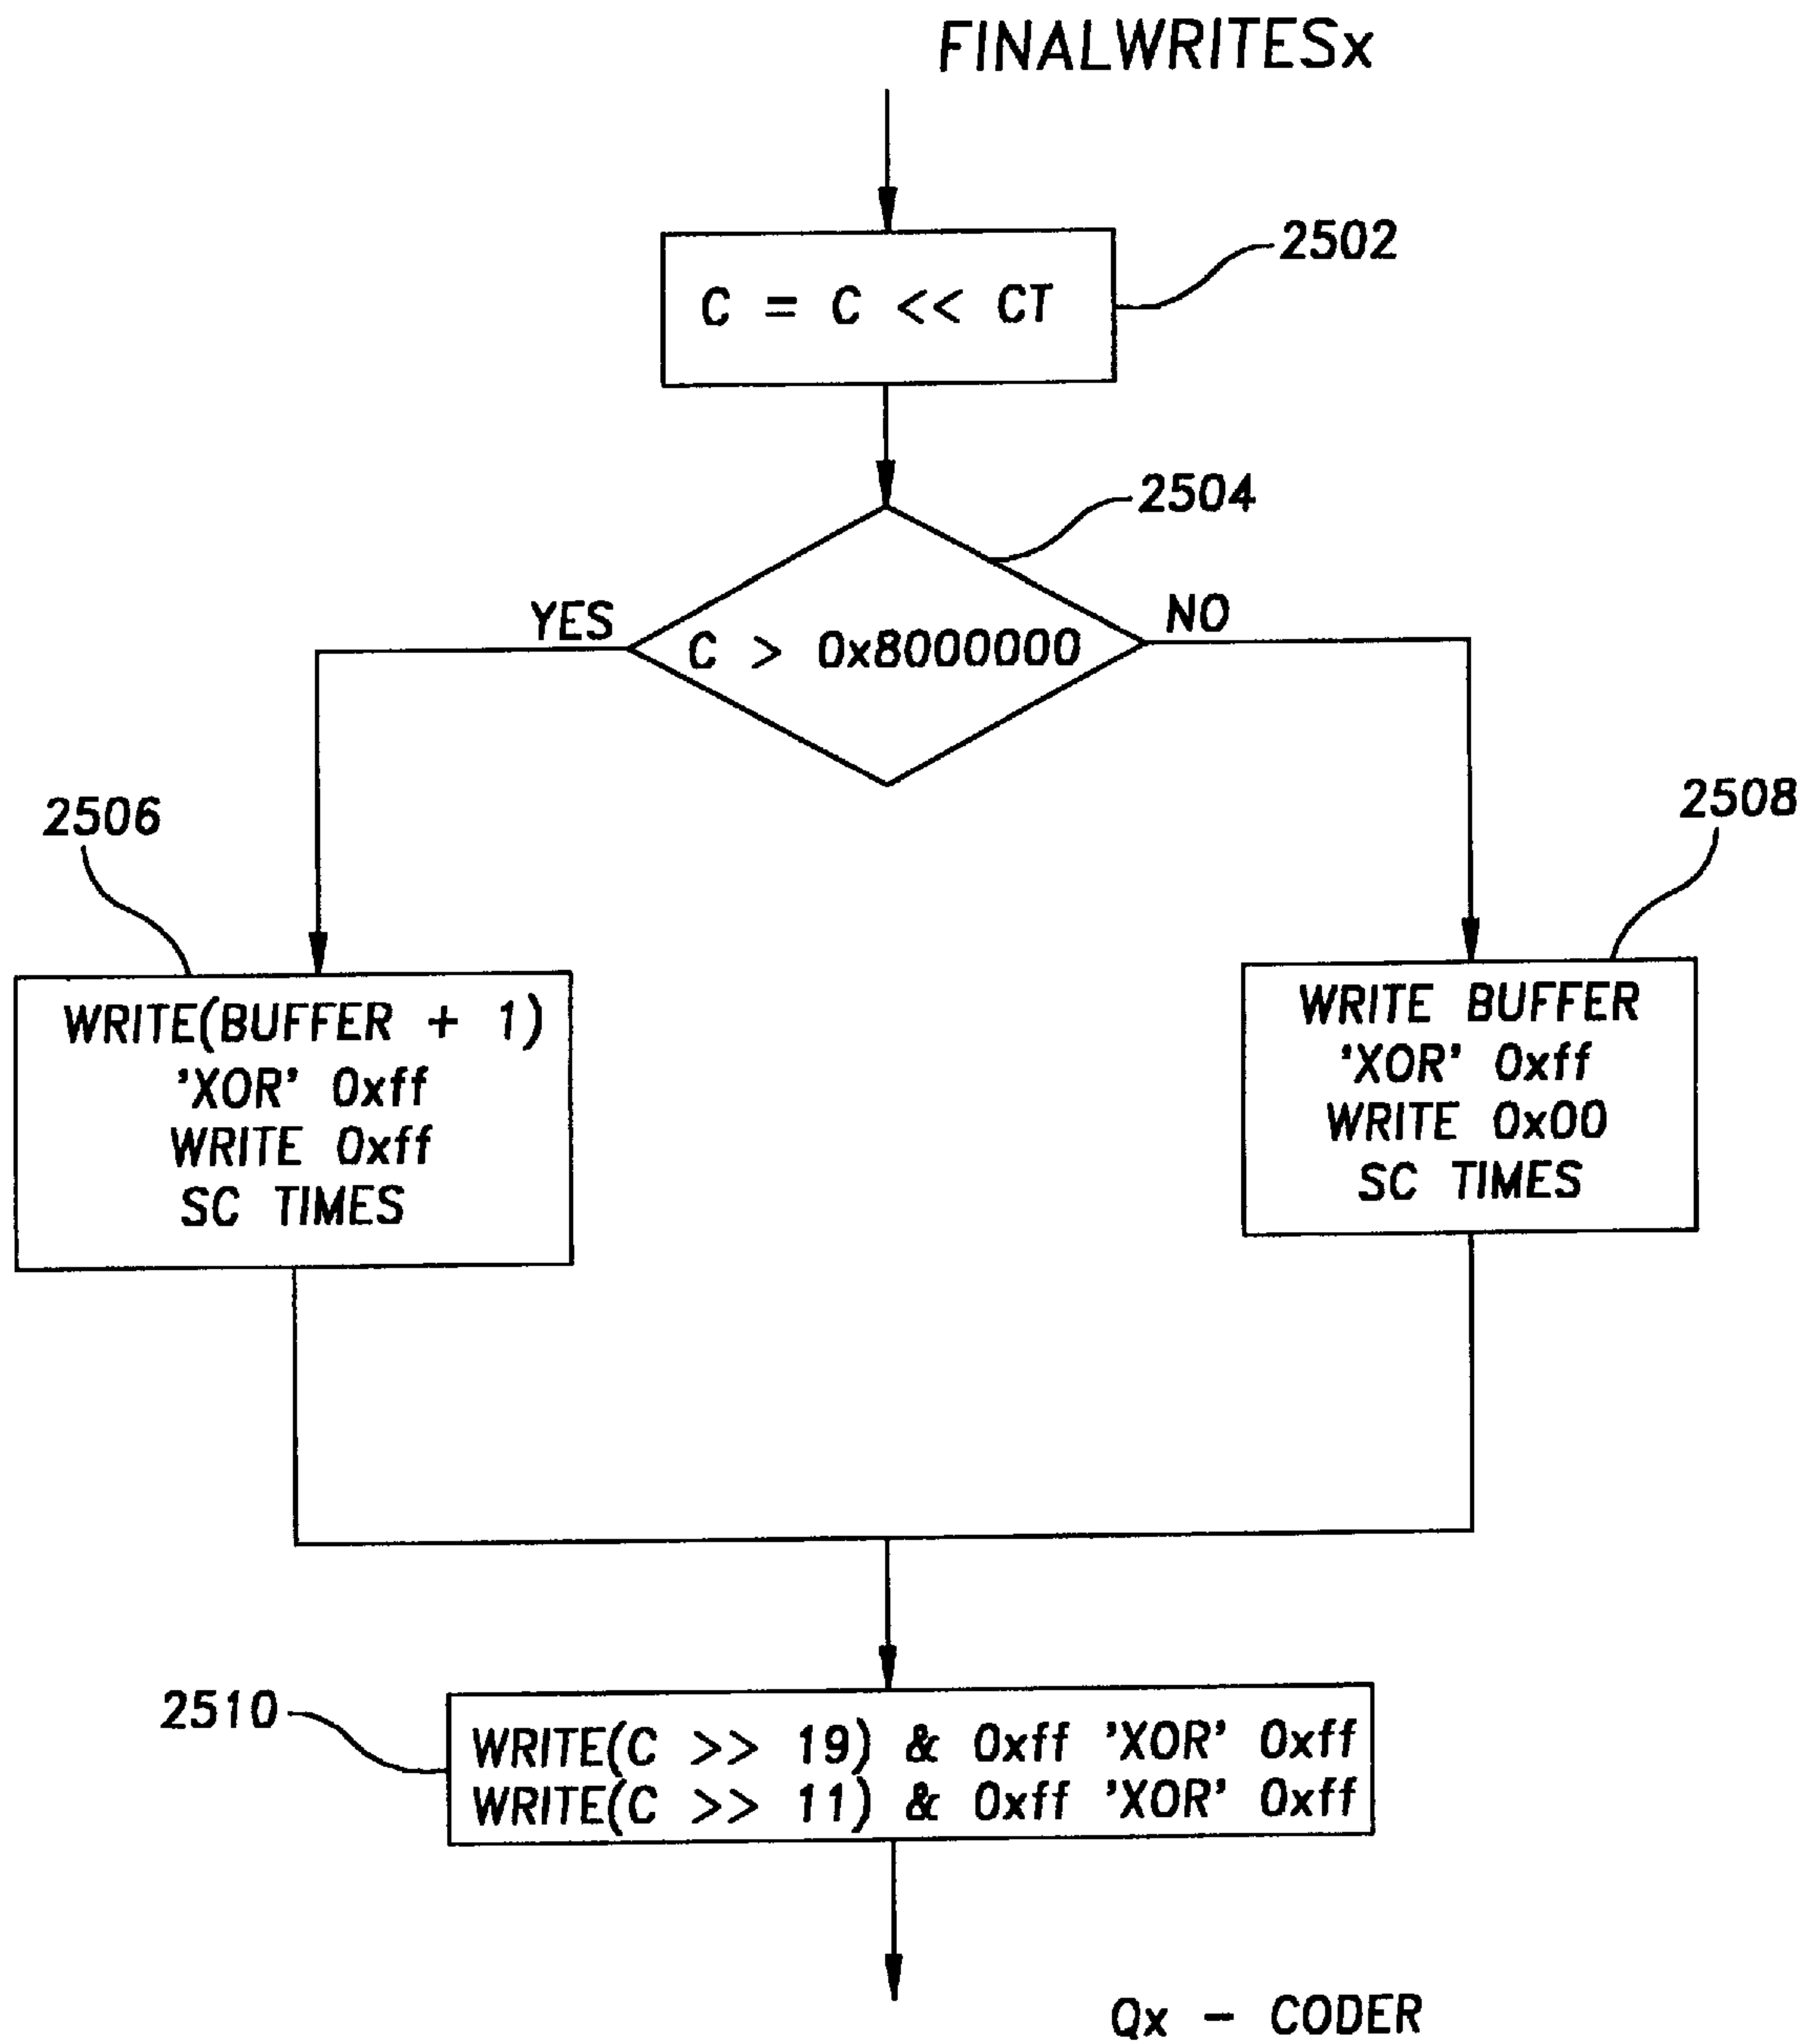 FINALWRITESx
2502
C = C << CT
2504
YES
NO
C > 0x8000000
2506
2508
WRITE(BUFFER + 1)
'XOR' 0xff
WRITE 0xff
SC TIMES
WRITE BUFFER
'XOR' 0xff
WRITE 0x00
SC TIMES
2510
WRITE(C >> 19) & 0xff 'XOR' 0xff
WRITE(C >> 11) & 0xff 'XOR' 0xff
Qx - CODER